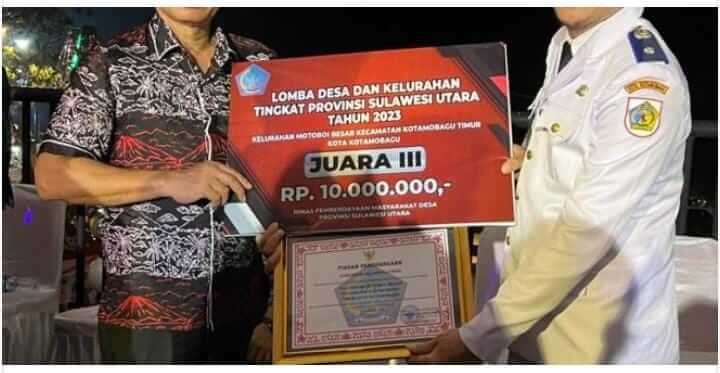 LOMBA DESA DAN KELURAHAN
TINGKAT PROVINSI SULAWESI UTARA
TAHUN 2023
KELURAHAN MOTOBOI BESAR KECAMATAN KOTAMOBAGU TIMUR
KOTA KOTAMOBAGU
JUARA III
RP. 10.000.000,-
DINAS PEMBERDAYAAN MASYARAKAT DESA
PROVINSI SULAWESI UTARA
PIAGAM PENGHARGAAN